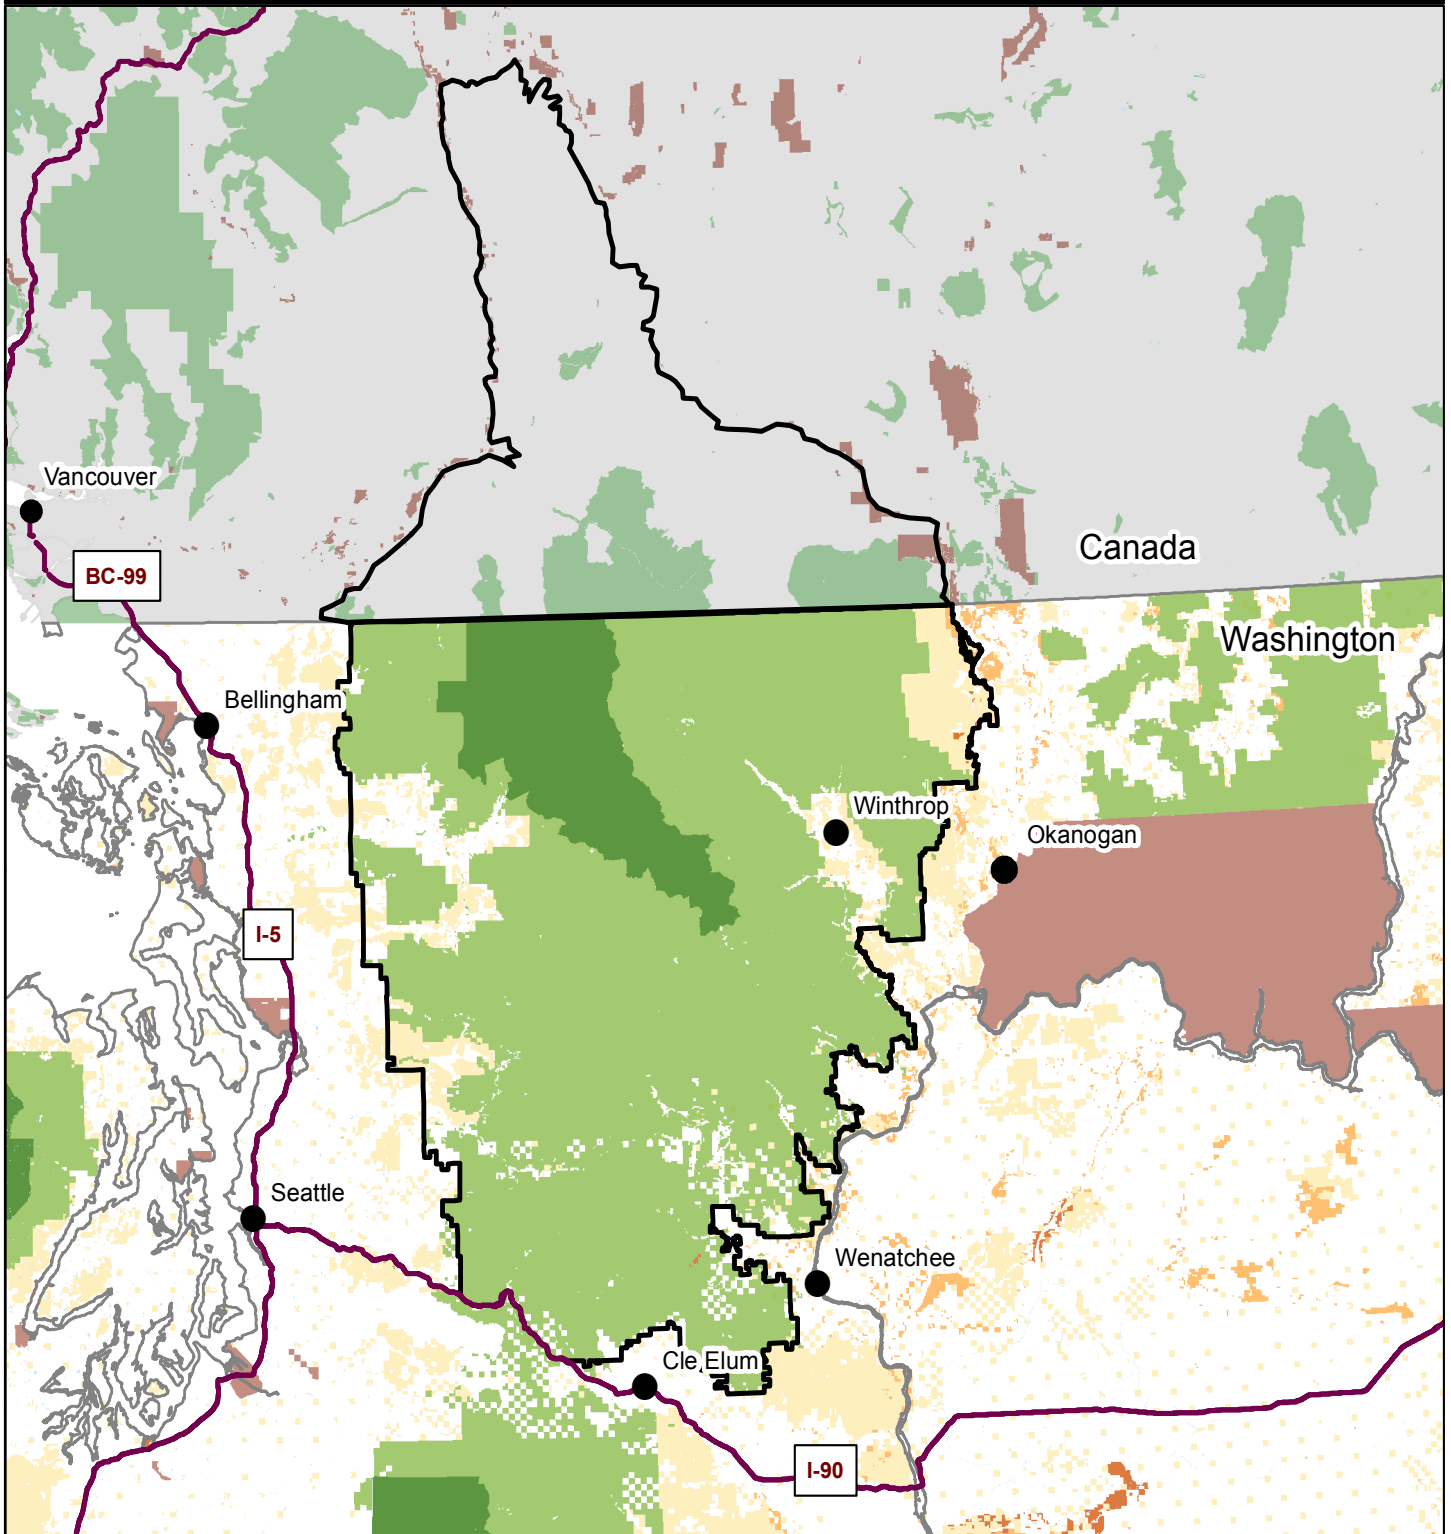 Vancouver
Canada
BC-99
Washington
Bellingham
Winthrop
Okanogan
I-5
Seattle
Wenatchee
Cle Elum
I-90